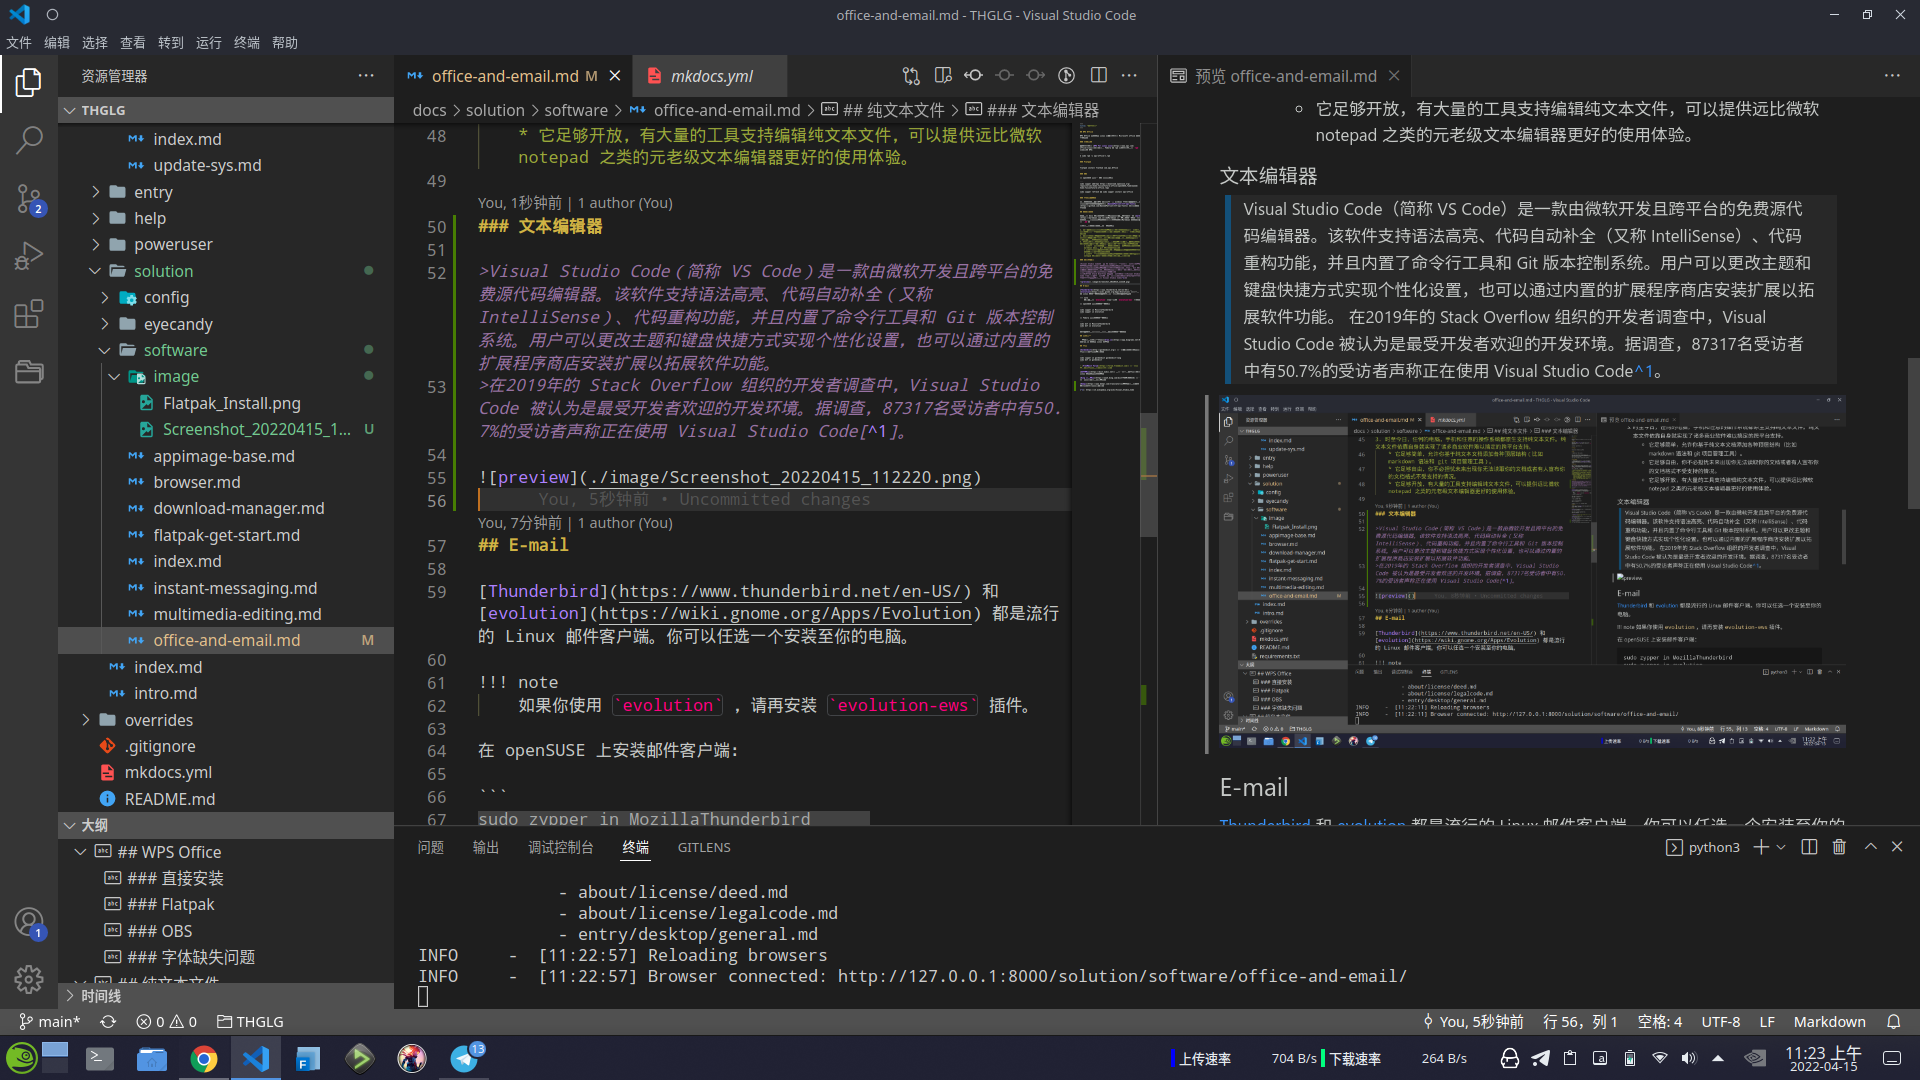 office-and-email.md - THGLG - Visual Studio Code
文件 编辑 选择 查看 转到 运行 终端 帮助
资源管理器
THGLG
index.md
update-sys.md
entry
help
poweruser
solution
config
eyecandy
software
image
Flatpak_Install.png
Screenshot_20220415_1... U
appimage-base.md
browser.md
download-manager.md
flatpak-get-start.md
index.md
instant-messaging.md
multimedia-editing.md
office-and-email.md M
index.md
intro.md
overrides
.gitignore
mkdocs.yml
README.md
大纲
## WPS Office
### 直接安装
### Flatpak
### OBS
### 字体缺失问题
## 纯文本文件
时间线
office-and-email.md M
mkdocs.yml
docs > solution > software > office-and-email.md > ## 纯文本文件 > ### 文本编辑器
48 * 它足够开放，有大量的工具支持编辑纯文本文件，可以提供远比微软
notepad 之类的元老级文本编辑器更好的使用体验。
49
You, 1秒钟前 | 1 author (You)
50 ### 文本编辑器
51
52 >Visual Studio Code（简称 VS Code）是一款由微软开发且跨平台的免
费源代码编辑器。该软件支持语法高亮、代码自动补全（又称
IntelliSense）、代码重构功能，并且内置了命令行工具和 Git 版本控制
系统。用户可以更改主题和键盘快捷方式实现个性化设置，也可以通过内置的
扩展程序商店安装扩展以拓展软件功能。
53 >在2019年的 Stack Overflow 组织的开发者调查中，Visual Studio
Code 被认为是最受开发者欢迎的开发环境。据调查，87317名受访者中有50.
7%的受访者声称正在使用 Visual Studio Code[^1]。
54
55 ![preview](./image/Screenshot_20220415_112220.png)
56 You, 5秒钟前 • Uncommitted changes
You, 7分钟前 | 1 author (You)
57 ## E-mail
58
59 [Thunderbird](https://www.thunderbird.net/en-US/) 和
[evolution](https://wiki.gnome.org/Apps/Evolution) 都是流行
的 Linux 邮件客户端。你可以任选一个安装至你的电脑。
60
61 !!! note
62 如果你使用 `evolution` ，请再安装 `evolution-ews` 插件。
63
64 在 openSUSE 上安装邮件客户端:
65
66 ```
67 sudo zypper in MozillaThunderbird
预览 office-and-email.md
它足够开放，有大量的工具支持编辑纯文本文件，可以提供远比微软
notepad 之类的元老级文本编辑器更好的使用体验。
文本编辑器
Visual Studio Code（简称 VS Code）是一款由微软开发且跨平台的免费源代
码编辑器。该软件支持语法高亮、代码自动补全（又称 IntelliSense）、代码
重构功能，并且内置了命令行工具和 Git 版本控制系统。用户可以更改主题和
键盘快捷方式实现个性化设置，也可以通过内置的扩展程序商店安装扩展以拓
展软件功能。 在2019年的 Stack Overflow 组织的开发者调查中，Visual
Studio Code 被认为是最受开发者欢迎的开发环境。据调查，87317名受访者
中有50.7%的受访者声称正在使用 Visual Studio Code^1。
E-mail
Thunderbird 和 evolution 都是流行的 Linux 邮件客户端。你可以任选一个安装至你的
问题 输出 调试控制台 终端 GITLENS
python3
- about/license/deed.md
- about/license/legalcode.md
- entry/desktop/general.md
INFO - [11:22:57] Reloading browsers
INFO - [11:22:57] Browser connected: http://127.0.0.1:8000/solution/software/office-and-email/
main* 0 0 THGLG
You, 5秒钟前 行 56，列 1 空格: 4 UTF-8 LF Markdown
13
上传速率 704 B/s 下载速率 264 B/s
11:23 上午
2022-04-15